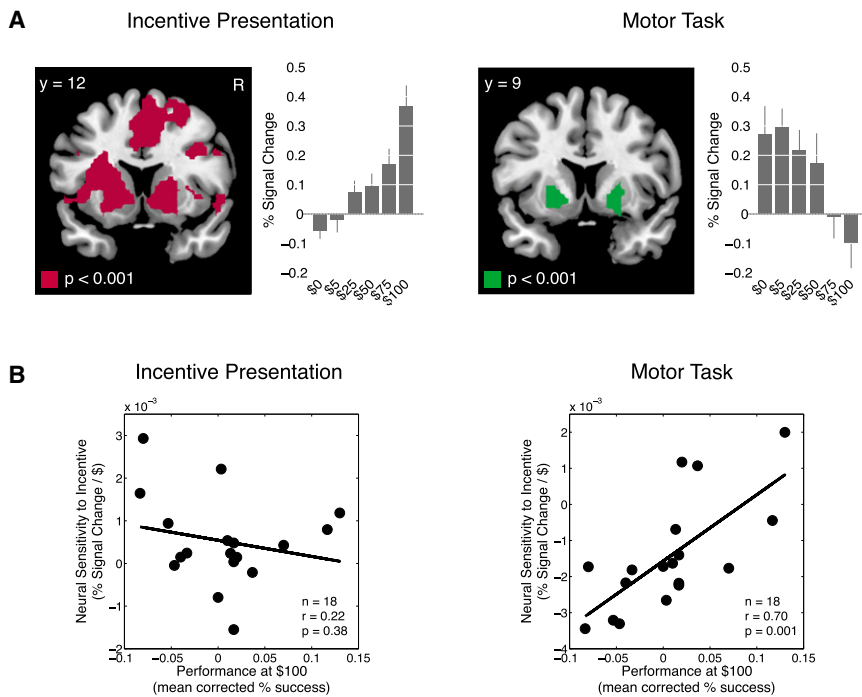 A
Incentive Presentation
Motor Task
y = 12
R
p < 0.001
% Signal Change
0.5
0.4
0.3
0.2
0.1
0
−0.1
−0.2
$0
$5
$25
$50
$75
$100
y = 9
p < 0.001
% Signal Change
0.5
0.4
0.3
0.2
0.1
0
−0.1
−0.2
$0
$5
$25
$50
$75
$100
B
Incentive Presentation
Motor Task
x 10⁻³
Neural Sensitivity to Incentive
(% Signal Change / $)
3
2
1
0
−1
−2
n = 18
r = 0.22
p = 0.38
−0.1
−0.05
0
0.05
0.1
0.15
Performance at $100
(mean corrected % success)
x 10⁻³
Neural Sensitivity to Incentive
(% Signal Change / $)
2
1
0
−1
−2
−3
−4
n = 18
r = 0.70
p = 0.001
−0.1
−0.05
0
0.05
0.1
0.15
Performance at $100
(mean corrected % success)